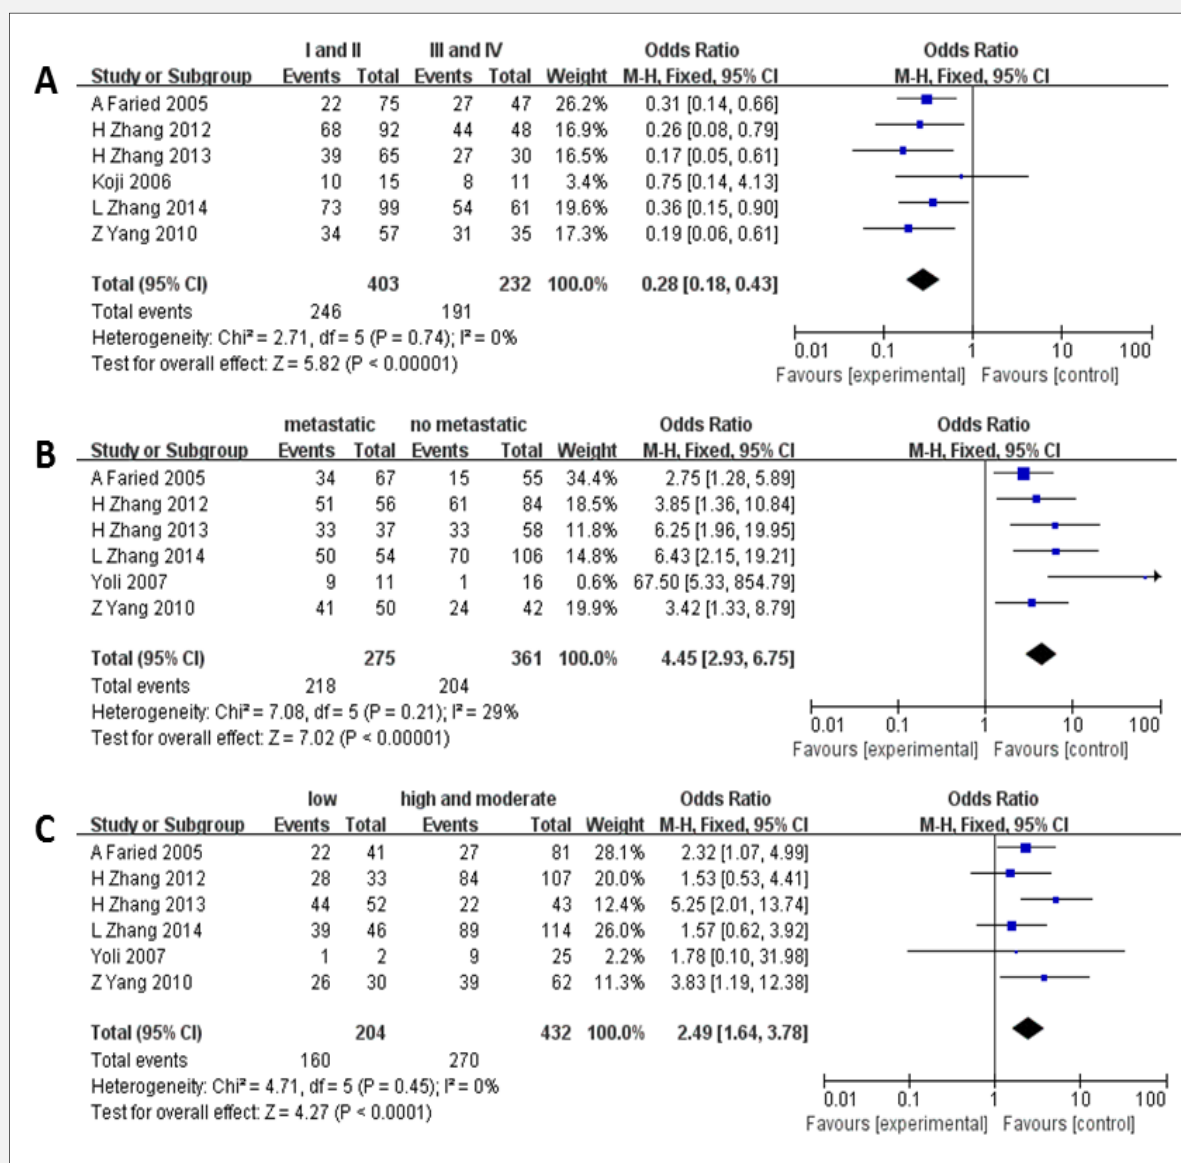 A
I and II III and IV Odds Ratio Odds Ratio
Study or Subgroup Events Total Events Total Weight M-H, Fixed, 95% CI M-H, Fixed, 95% CI
A Faried 2005 22 75 27 47 26.2% 0.31 [0.14, 0.66]
H Zhang 2012 68 92 44 48 16.9% 0.26 [0.08, 0.79]
H Zhang 2013 39 65 27 30 16.5% 0.17 [0.05, 0.61]
Koji 2006 10 15 8 11 3.4% 0.75 [0.14, 4.13]
L Zhang 2014 73 99 54 61 19.6% 0.36 [0.15, 0.90]
Z Yang 2010 34 57 31 35 17.3% 0.19 [0.06, 0.61]
Total (95% CI) 403 232 100.0% 0.28 [0.18, 0.43]
Total events 246 191
Heterogeneity: Chi² = 2.71, df = 5 (P = 0.74); I² = 0%
Test for overall effect: Z = 5.82 (P < 0.00001)
0.01 0.1 1 10 100
Favours [experimental] Favours [control]
B
metastatic no metastatic Odds Ratio Odds Ratio
Study or Subgroup Events Total Events Total Weight M-H, Fixed, 95% CI M-H, Fixed, 95% CI
A Faried 2005 34 67 15 55 34.4% 2.75 [1.28, 5.89]
H Zhang 2012 51 56 61 84 18.5% 3.85 [1.36, 10.84]
H Zhang 2013 33 37 33 58 11.8% 6.25 [1.96, 19.95]
L Zhang 2014 50 54 70 106 14.8% 6.43 [2.15, 19.21]
Yoli 2007 9 11 1 16 0.6% 67.50 [5.33, 854.79]
Z Yang 2010 41 50 24 42 19.9% 3.42 [1.33, 8.79]
Total (95% CI) 275 361 100.0% 4.45 [2.93, 6.75]
Total events 218 204
Heterogeneity: Chi² = 7.08, df = 5 (P = 0.21); I² = 29%
Test for overall effect: Z = 7.02 (P < 0.00001)
0.01 0.1 1 10 100
Favours [experimental] Favours [control]
C
low high and moderate Odds Ratio Odds Ratio
Study or Subgroup Events Total Events Total Weight M-H, Fixed, 95% CI M-H, Fixed, 95% CI
A Faried 2005 22 41 27 81 28.1% 2.32 [1.07, 4.99]
H Zhang 2012 28 33 84 107 20.0% 1.53 [0.53, 4.41]
H Zhang 2013 44 52 22 43 12.4% 5.25 [2.01, 13.74]
L Zhang 2014 39 46 89 114 26.0% 1.57 [0.62, 3.92]
Yoli 2007 1 2 9 25 2.2% 1.78 [0.10, 31.98]
Z Yang 2010 26 30 39 62 11.3% 3.83 [1.19, 12.38]
Total (95% CI) 204 432 100.0% 2.49 [1.64, 3.78]
Total events 160 270
Heterogeneity: Chi² = 4.71, df = 5 (P = 0.45); I² = 0%
Test for overall effect: Z = 4.27 (P < 0.0001)
0.01 0.1 1 10 100
Favours [experimental] Favours [control]